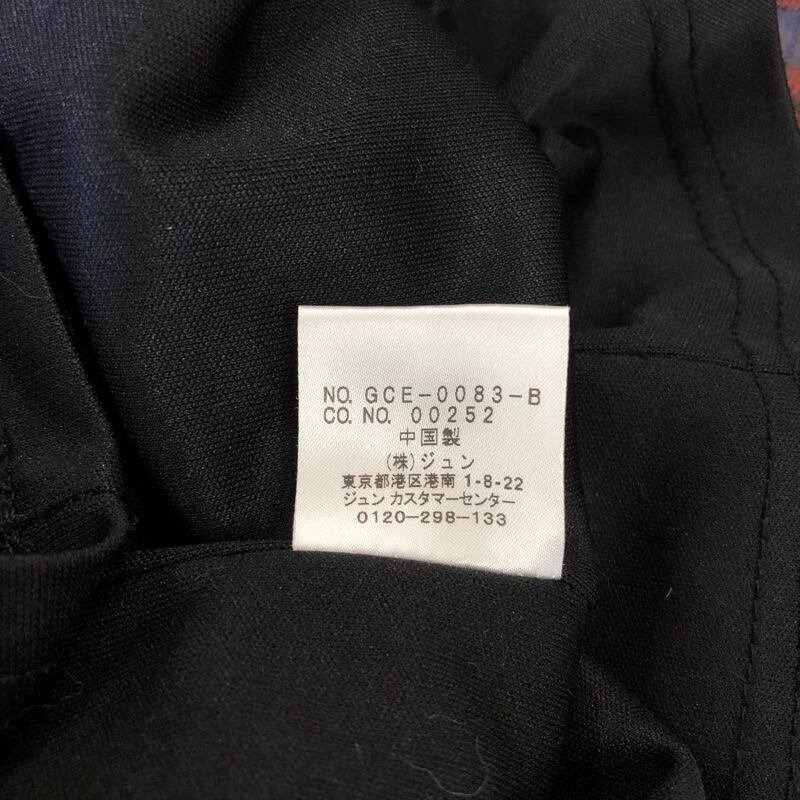 NO. GCE-0083-B
CO. NO. 00252
中国製
(株)ジュン
東京都港区港南 1-8-22
ジュン カスタマーセンター
0120-298-133